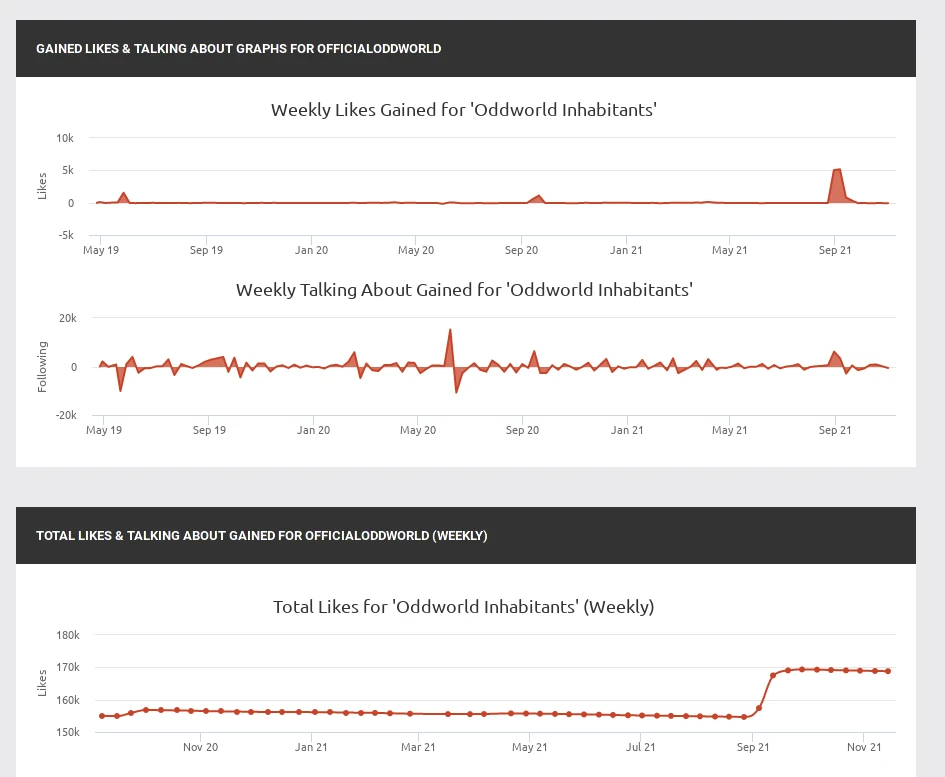 GAINED LIKES & TALKING ABOUT GRAPHS FOR OFFICIALODDWORLD
Weekly Likes Gained for 'Oddworld Inhabitants'
10k
5k
0
-5k
Likes
May 19 Sep 19 Jan 20 May 20 Sep 20 Jan 21 May 21 Sep 21
Weekly Talking About Gained for 'Oddworld Inhabitants'
20k
0
-20k
Following
May 19 Sep 19 Jan 20 May 20 Sep 20 Jan 21 May 21 Sep 21
TOTAL LIKES & TALKING ABOUT GAINED FOR OFFICIALODDWORLD (WEEKLY)
Total Likes for 'Oddworld Inhabitants' (Weekly)
180k
170k
160k
150k
Likes
Nov 20 Jan 21 Mar 21 May 21 Jul 21 Sep 21 Nov 21